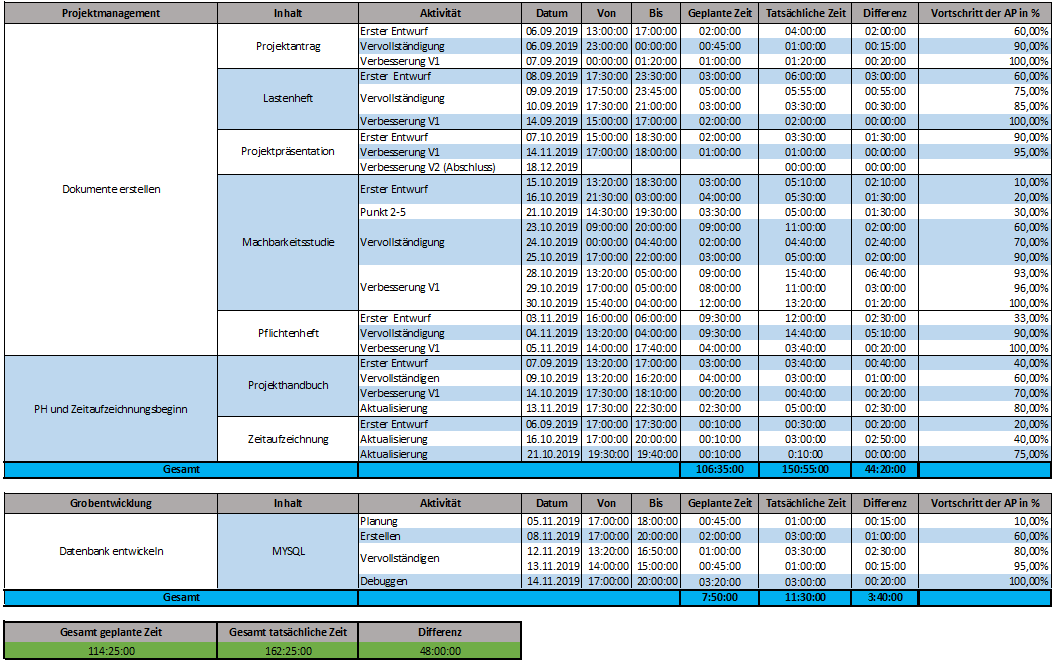 Projektmanagement Inhalt Aktivität Datum Von Bis Geplante Zeit Tatsächliche Zeit Differenz Vortschritt der AP in %
Dokumente erstellen
Projektantrag
Erster Entwurf 06.09.2019 13:00:00 17:00:00 02:00:00 04:00:00 02:00:00 60,00%
Vervollständigung 06.09.2019 23:00:00 00:00:00 00:45:00 01:00:00 00:15:00 90,00%
Verbesserung V1 07.09.2019 00:00:00 01:20:00 01:00:00 01:20:00 00:20:00 100,00%
Lastenheft
Erster Entwurf 08.09.2019 17:30:00 23:30:00 03:00:00 06:00:00 03:00:00 60,00%
Vervollständigung
09.09.2019 17:50:00 23:45:00 05:00:00 05:55:00 00:55:00 75,00%
10.09.2019 17:30:00 21:00:00 03:00:00 03:30:00 00:30:00 85,00%
Verbesserung V1 14.09.2019 15:00:00 17:00:00 02:00:00 02:00:00 00:00:00 100,00%
Projektpräsentation
Erster Entwurf 07.10.2019 15:00:00 18:30:00 02:00:00 03:30:00 01:30:00 90,00%
Verbesserung V1 14.11.2019 17:00:00 18:00:00 01:00:00 01:00:00 00:00:00 95,00%
Verbesserung V2 (Abschluss) 18.12.2019 00:00:00 00:00:00
Machbarkeitsstudie
Erster Entwurf
15.10.2019 13:20:00 18:30:00 03:00:00 05:10:00 02:10:00 10,00%
16.10.2019 21:30:00 03:00:00 04:00:00 05:30:00 01:30:00 20,00%
Punkt 2-5 21.10.2019 14:30:00 19:30:00 03:30:00 05:00:00 01:30:00 30,00%
Vervollständigung
23.10.2019 09:00:00 20:00:00 09:00:00 11:00:00 02:00:00 60,00%
24.10.2019 00:00:00 04:40:00 02:00:00 04:40:00 02:40:00 70,00%
25.10.2019 17:00:00 22:00:00 03:00:00 05:00:00 02:00:00 90,00%
Verbesserung V1
28.10.2019 13:20:00 05:00:00 09:00:00 15:40:00 06:40:00 93,00%
29.10.2019 17:00:00 05:00:00 08:00:00 11:00:00 03:00:00 96,00%
30.10.2019 15:40:00 04:00:00 12:00:00 13:20:00 01:20:00 100,00%
Pflichtenheft
Erster Entwurf 03.11.2019 16:00:00 06:00:00 09:30:00 12:00:00 02:30:00 33,00%
Vervollständigung 04.11.2019 13:20:00 04:00:00 09:30:00 14:40:00 05:10:00 90,00%
Verbesserung V1 05.11.2019 14:00:00 17:40:00 04:00:00 03:40:00 00:20:00 100,00%
PH und Zeitaufzeichnungsbeginn
Projekthandbuch
Erster Entwurf 07.09.2019 13:20:00 17:00:00 03:00:00 03:40:00 00:40:00 40,00%
Vervollständigen 09.10.2019 13:20:00 16:20:00 04:00:00 03:00:00 01:00:00 60,00%
Verbesserung V1 14.10.2019 17:30:00 18:10:00 00:20:00 00:40:00 00:20:00 70,00%
Aktualisierung 13.11.2019 17:30:00 22:30:00 02:30:00 05:00:00 02:30:00 80,00%
Zeitaufzeichnung
Erster Entwurf 06.09.2019 17:00:00 17:30:00 00:10:00 00:30:00 00:20:00 20,00%
Aktualisierung 16.10.2019 17:00:00 20:00:00 00:10:00 03:00:00 02:50:00 40,00%
Aktualisierung 21.10.2019 19:30:00 19:40:00 00:10:00 0:10:00 00:00:00 75,00%
Gesamt 106:35:00 150:55:00 44:20:00
Grobentwicklung Inhalt Aktivität Datum Von Bis Geplante Zeit Tatsächliche Zeit Differenz Vortschritt der AP in %
Datenbank entwickeln
MYSQL
Planung 05.11.2019 17:00:00 18:00:00 00:45:00 01:00:00 00:15:00 10,00%
Erstellen 08.11.2019 17:00:00 20:00:00 02:00:00 03:00:00 01:00:00 60,00%
Vervollständigen
12.11.2019 13:20:00 16:50:00 01:00:00 03:30:00 02:30:00 80,00%
13.11.2019 14:00:00 15:00:00 00:45:00 01:00:00 00:15:00 95,00%
Debuggen 14.11.2019 17:00:00 20:00:00 03:20:00 03:00:00 00:20:00 100,00%
Gesamt 7:50:00 11:30:00 3:40:00
Gesamt geplante Zeit Gesamt tatsächliche Zeit Differenz
114:25:00 162:25:00 48:00:00